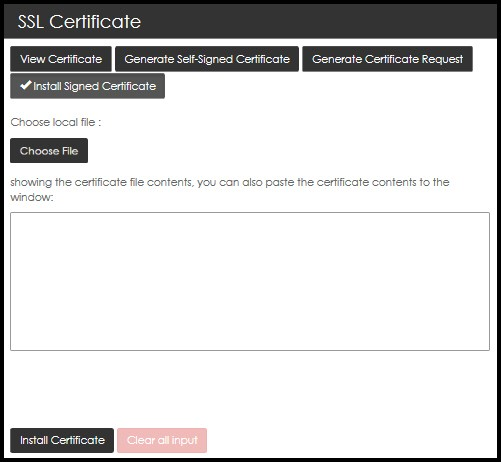 SSL Certificate
View Certificate Generate Self-Signed Certificate Generate Certificate Request
Install Signed Certificate
Choose local file :
Choose File
showing the certificate file contents, you can also paste the certificate contents to the
window:
Install Certificate Clear all input